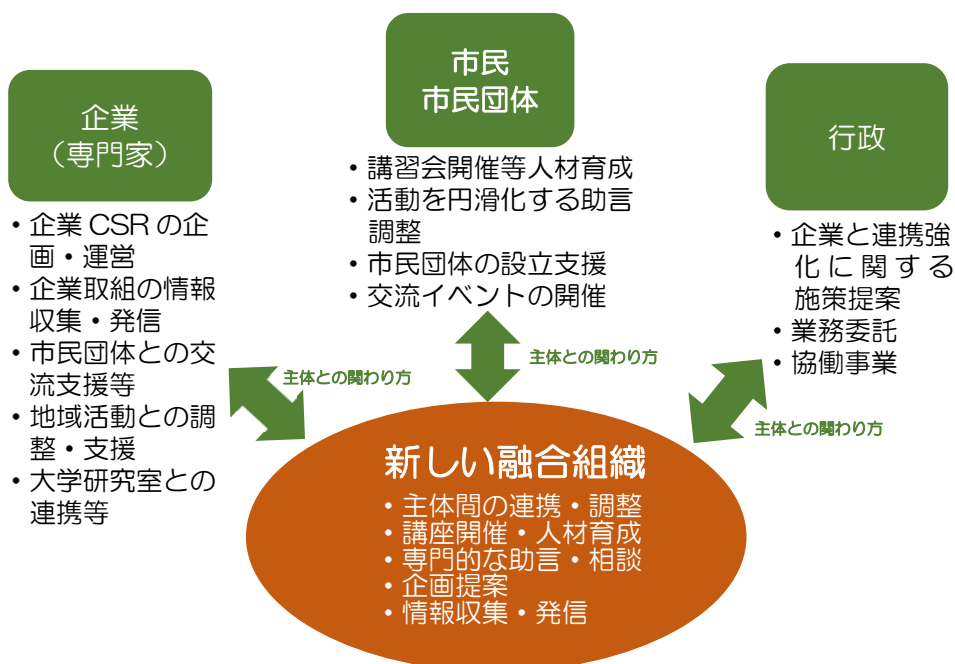 企業
（専門家）
・企業 CSR の企
画・運営
・企業取組の情報
収集・発信
・市民団体との交
流支援等
・地域活動との調
整・支援
・大学研究室との
連携等
市民
市民団体
・講習会開催等人材育成
・活動を円滑化する助言
調整
・市民団体の設立支援
・交流イベントの開催
行政
・企業と連携強
化に関する
施策提案
・業務委託
・協働事業
主体との関わり方
主体との関わり方
主体との関わり方
新しい融合組織
・主体間の連携・調整
・講座開催・人材育成
・専門的な助言・相談
・企画提案
・情報収集・発信